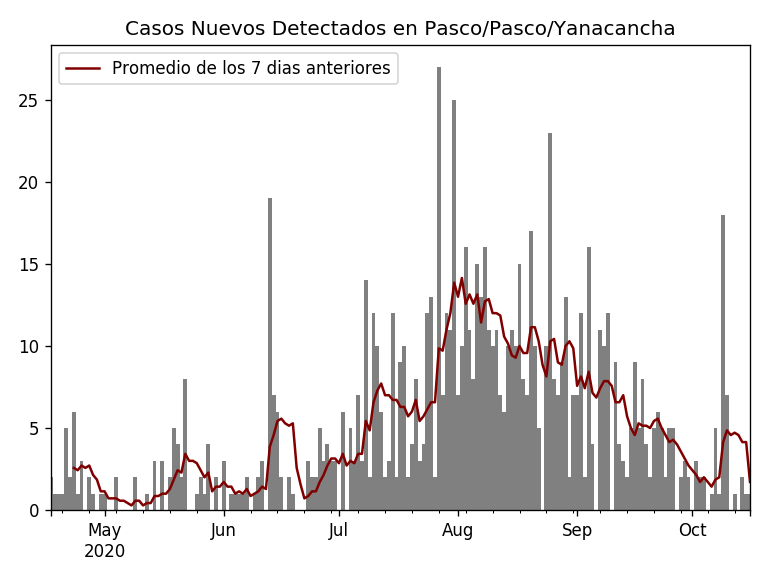 Casos Nuevos Detectados en Pasco/Pasco/Yanacancha
Promedio de los 7 dias anteriores
25
20
15
10
5
0
May Jun Jul Aug Sep Oct
2020